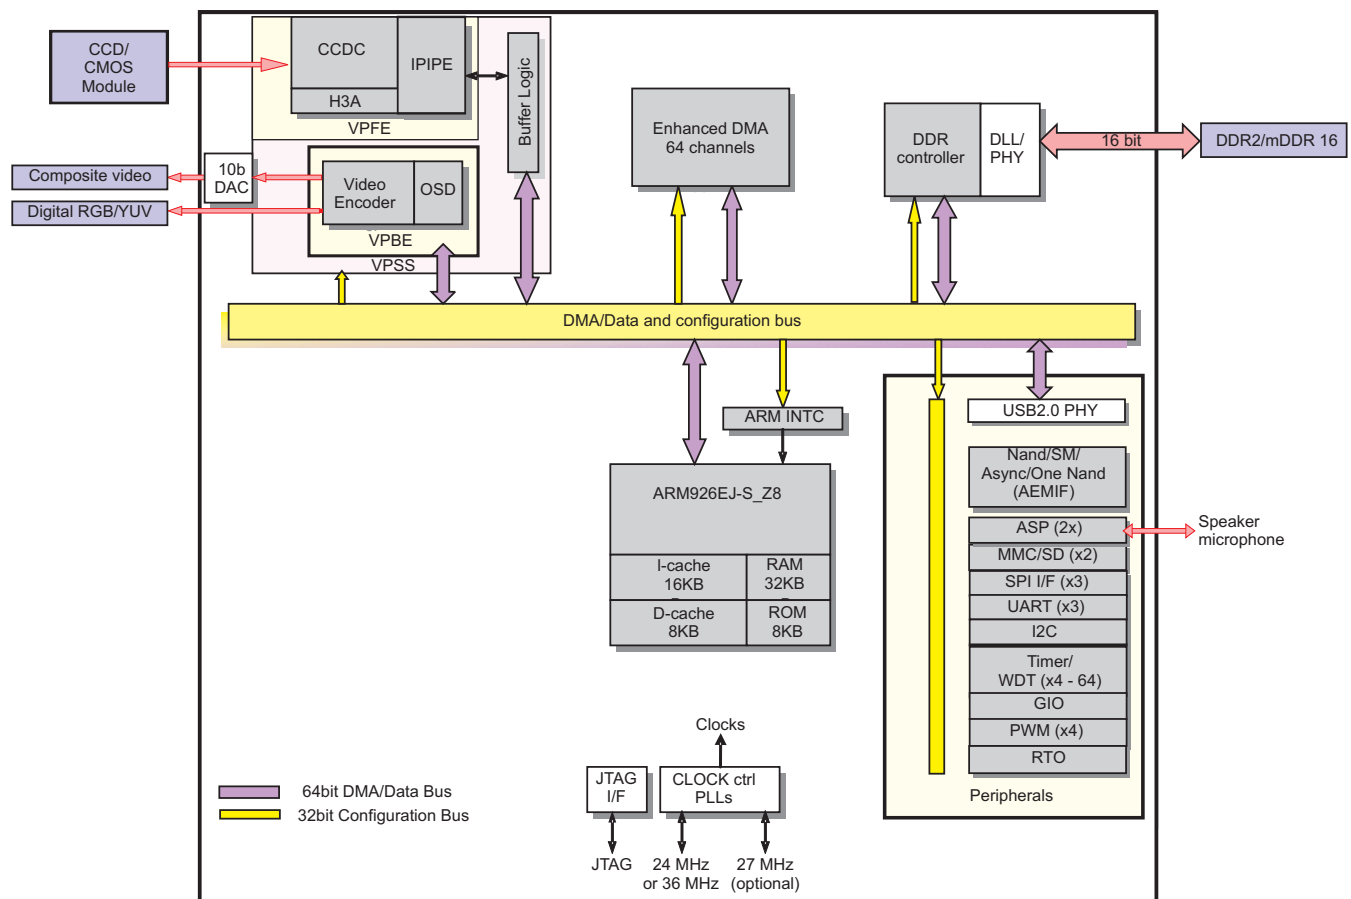 CCD/
CMOS
Module
CCDC
IPIPE
H3A
VPFE
Buffer Logic
Enhanced DMA
64 channels
DDR
controller
DLL/
PHY
16 bit
DDR2/mDDR 16
Composite video
Digital RGB/YUV
10b
DAC
Video
Encoder
OSD
VPBE
VPSS
DMA/Data and configuration bus
ARM INTC
ARM926EJ-S_Z8
I-cache
16KB
RAM
32KB
D-cache
8KB
ROM
8KB
USB2.0 PHY
Nand/SM/
Async/One Nand
(AEMIF)
ASP (2x)
MMC/SD (x2)
SPI I/F (x3)
UART (x3)
I2C
Timer/
WDT (x4 - 64)
GIO
PWM (x4)
RTO
Peripherals
Speaker
microphone
Clocks
JTAG
I/F
CLOCK ctrl
PLLs
JTAG
24 MHz
or 36 MHz
27 MHz
(optional)
64bit DMA/Data Bus
32bit Configuration Bus